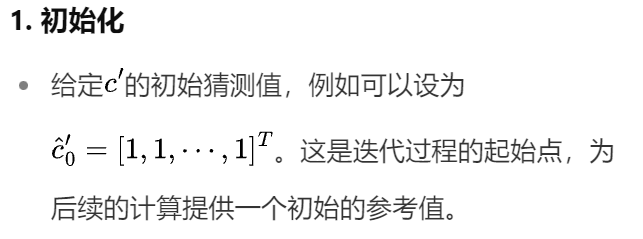 1. 初始化
• 给定c′的初始猜测值，例如可以设为
ĉ′₀ = [1, 1, ⋯, 1]ᵀ。这是迭代过程的起始点，为
后续的计算提供一个初始的参考值。